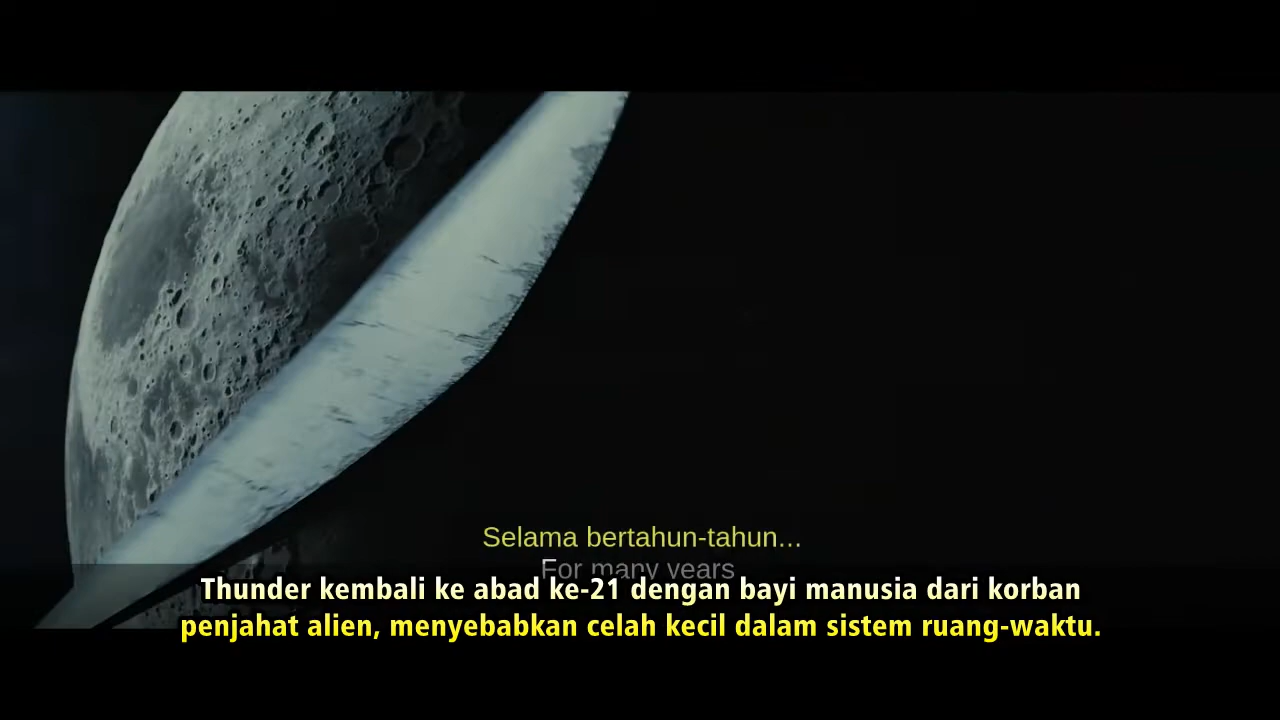 Selama bertahun-tahun...
For many years
Thunder kembali ke abad ke-21 dengan bayi manusia dari korban
penjahat alien, menyebabkan celah kecil dalam sistem ruang-waktu.